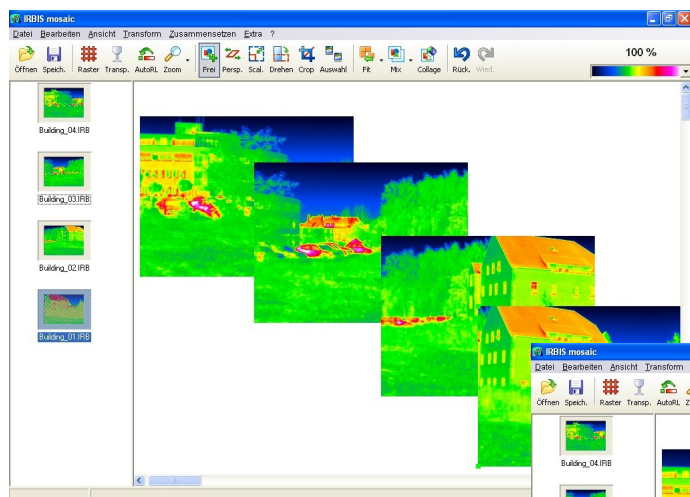 IRBIS mosaic
Datei Bearbeiten Ansicht Transform Zusammensetzen Extra ?
100 %
Öffnen Speich. Raster Transp. AutoRL Zoom Frei Persp. Scal. Drehen Crop Auswahl Fit Mix Collage Rück. Wied.
Building_04.IRB
Building_03.IRB
Building_02.IRB
Building_01.IRB
IRBIS mosaic
Datei Bearbeiten Ansicht Transform
Öffnen Speich. Raster Transp. AutoRL Z
Building_04.IRB